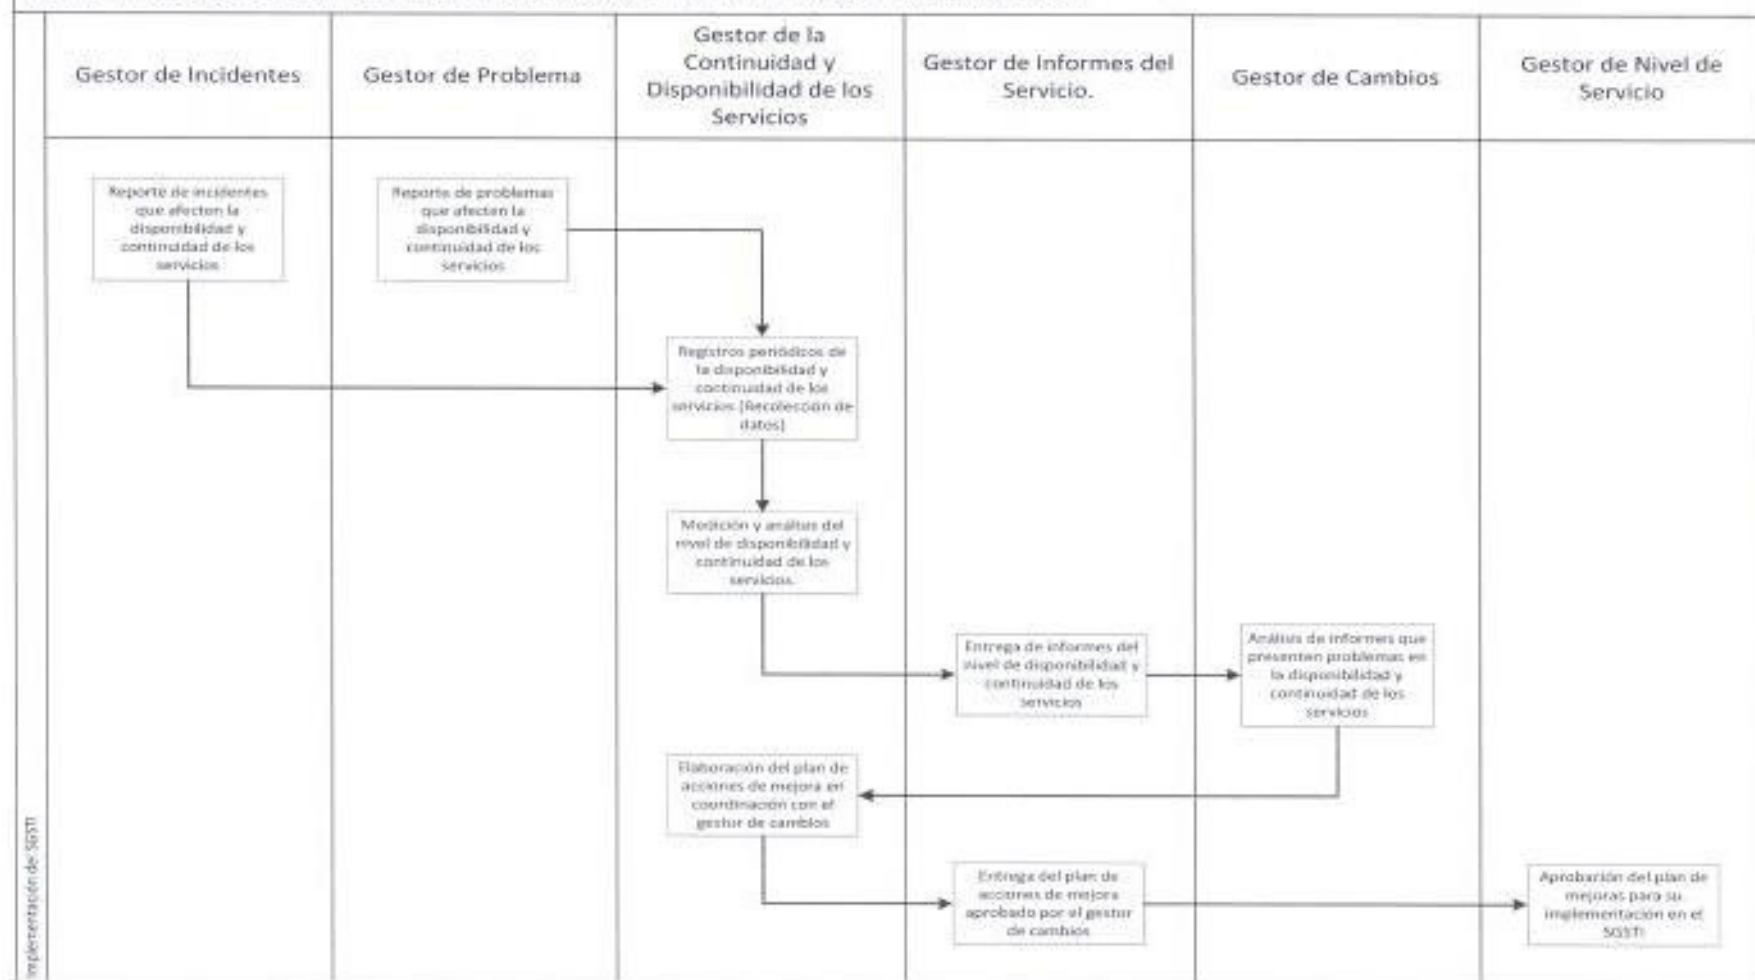 Gestor de Incidentes
Gestor de Problema
Gestor de la
Continuidad y
Disponibilidad de los
Servicios
Gestor de Informes del
Servicio.
Gestor de Cambios
Gestor de Nivel de
Servicio
Reporte de incidentes
que afecten la
disponibilidad y
continuidad de los
servicios
Reporte de problemas
que afecten la
disponibilidad y
continuidad de los
servicios
Registros periódicos de
la disponibilidad y
continuidad de los
servicios (Recolección de
datos)
Medición y análisis del
nivel de disponibilidad y
continuidad de los
servicios.
Entrega de informes del
nivel de disponibilidad y
continuidad de los
servicios
Análisis de informes que
presenten problemas en
la disponibilidad y
continuidad de los
servicios
Elaboración del plan de
acciones de mejora en
coordinación con el
gestor de cambios
Entrega del plan de
acciones de mejora
aprobado por el gestor
de cambios
Aprobación del plan de
mejoras para su
implementación en el
SGSTI
Implementación del SGSTI